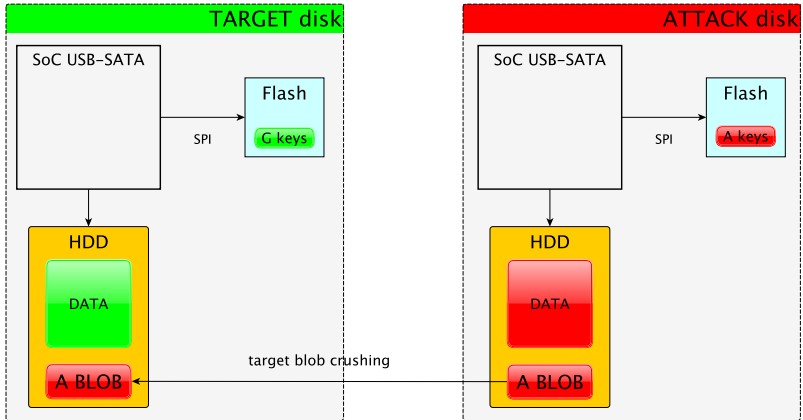 TARGET disk
SoC USB-SATA
Flash
G keys
SPI
HDD
DATA
A BLOB
target blob crushing
ATTACK disk
SoC USB-SATA
Flash
A keys
SPI
HDD
DATA
A BLOB